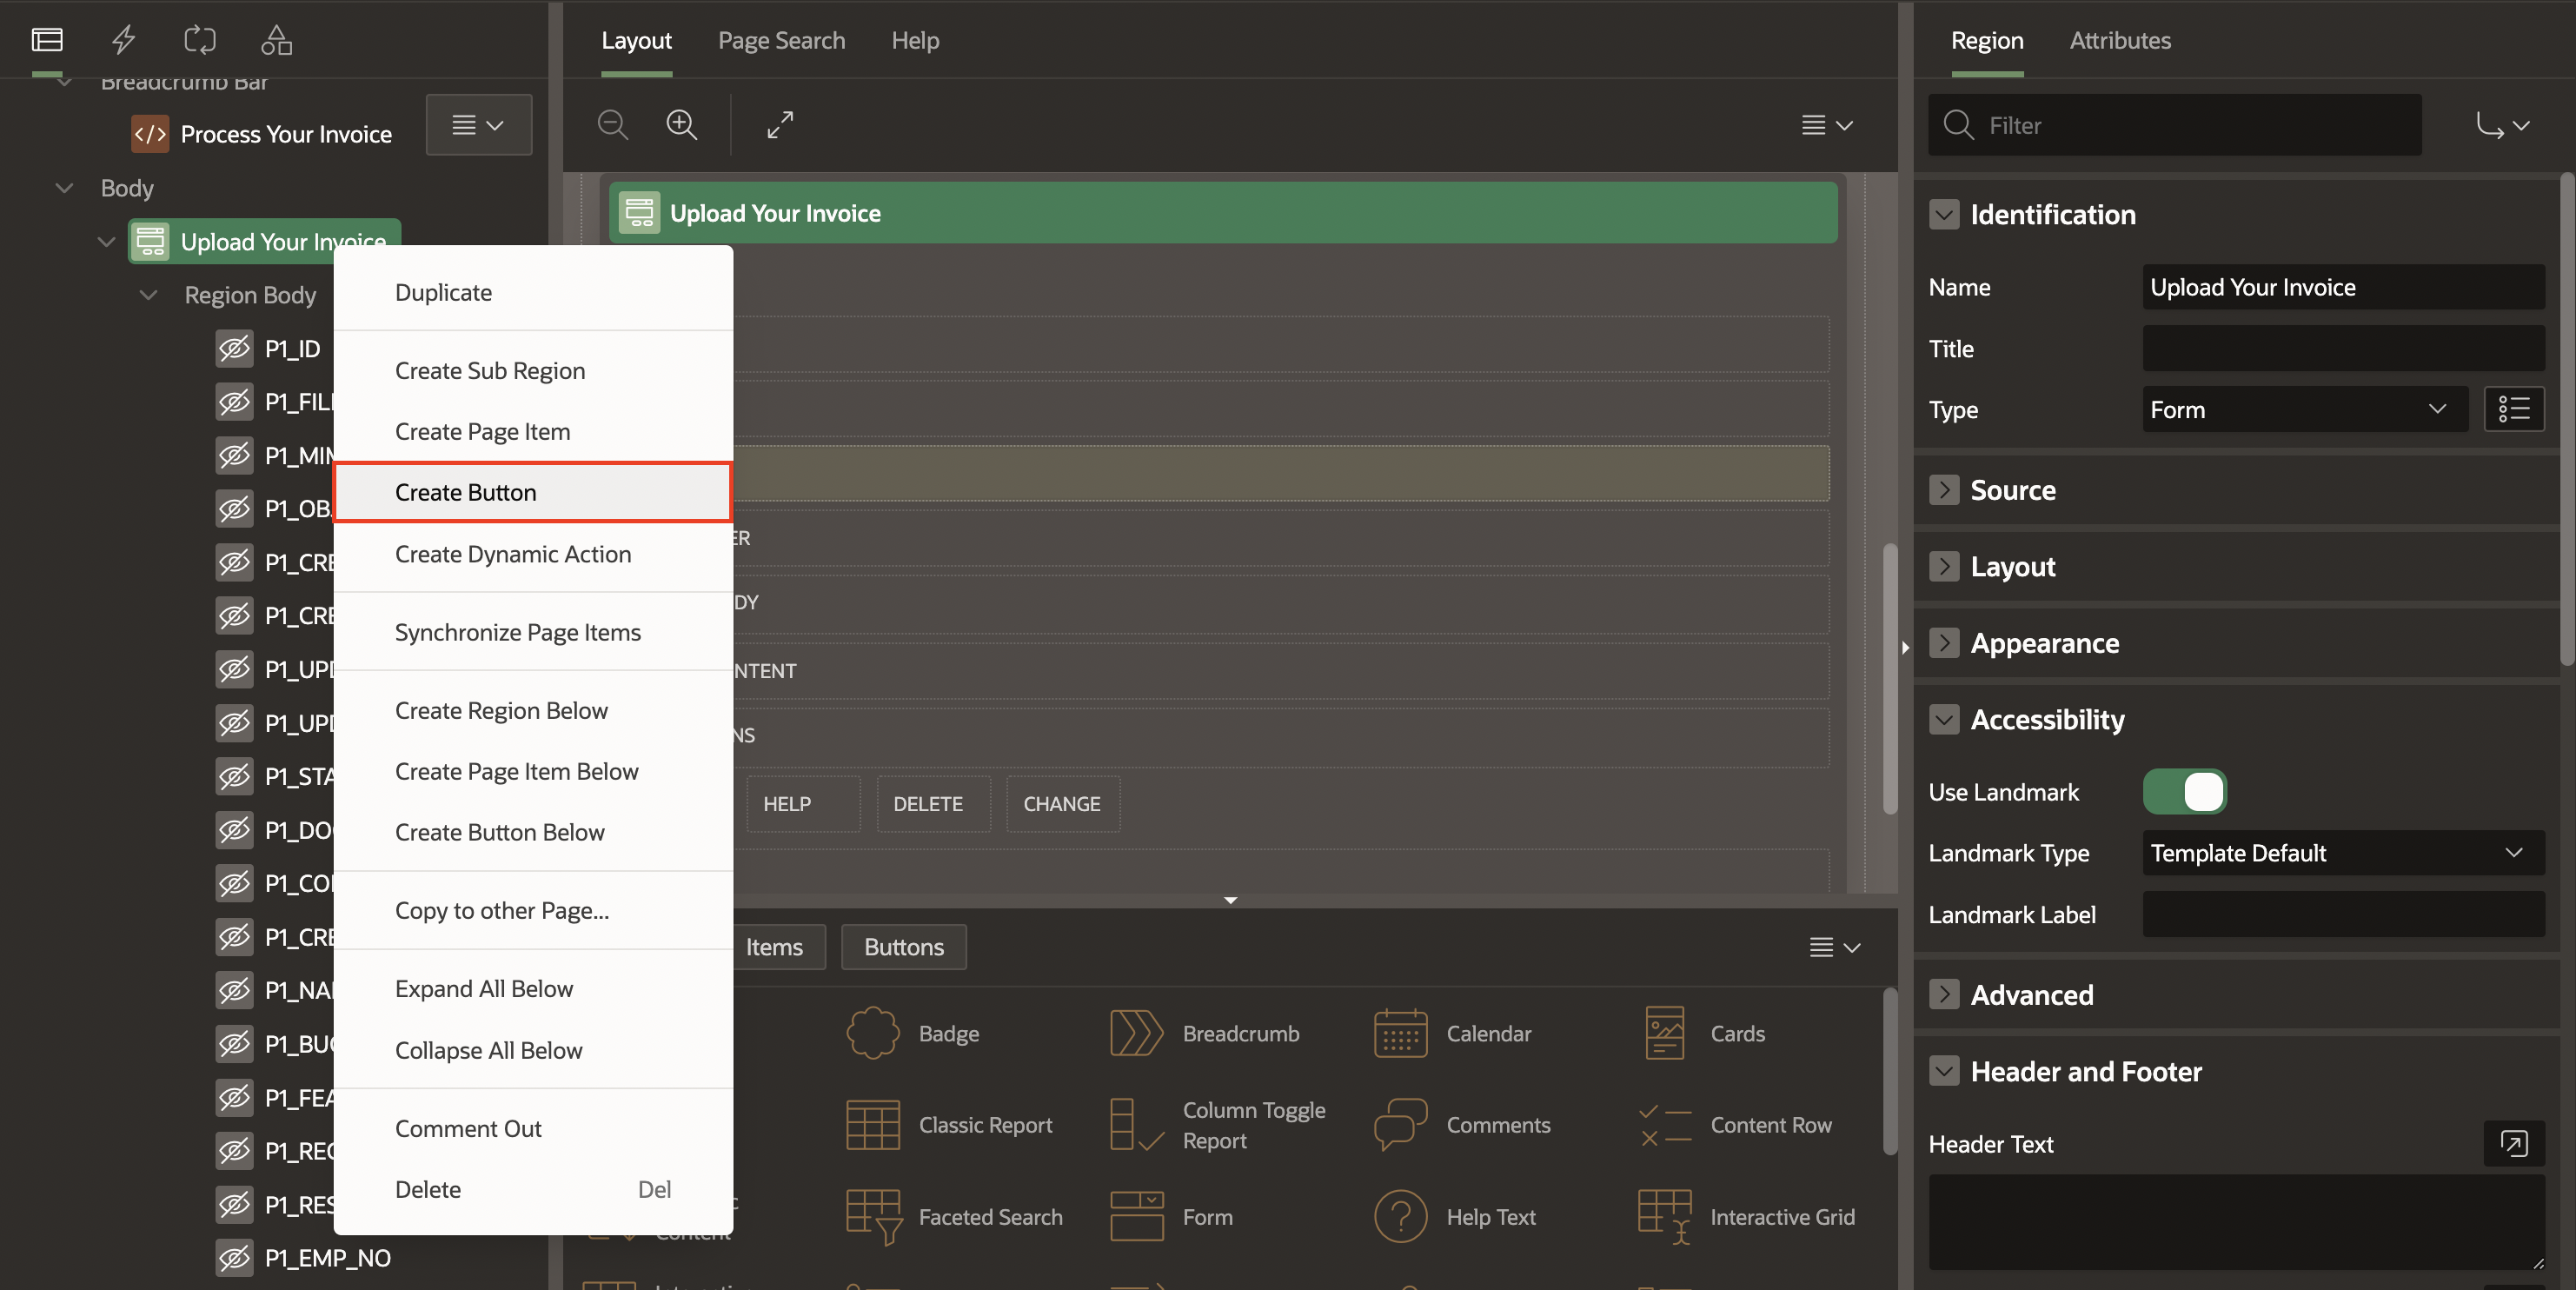 Breadcrumb Bar
Process Your Invoice
Body
Upload Your Invoice
Region Body
P1_ID
P1_FIL
P1_MIM
P1_OB
P1_CRE
P1_CRE
P1_UPD
P1_UPD
P1_STA
P1_DO
P1_CO
P1_CRE
P1_NA
P1_BU
P1_FEA
P1_REC
P1_RES
P1_EMP_NO
Duplicate
Create Sub Region
Create Page Item
Create Button
Create Dynamic Action
Synchronize Page Items
Create Region Below
Create Page Item Below
Create Button Below
Copy to other Page...
Expand All Below
Collapse All Below
Comment Out
Delete Del
Layout Page Search Help
Upload Your Invoice
ER
DY
NTENT
NS
HELP DELETE CHANGE
Items Buttons
Badge Breadcrumb Calendar Cards
Classic Report Column Toggle Report Comments Content Row
Faceted Search Form Help Text Interactive Grid
Content
Region Attributes
Filter
Identification
Name Upload Your Invoice
Title
Type Form
Source
Layout
Appearance
Accessibility
Use Landmark
Landmark Type Template Default
Landmark Label
Advanced
Header and Footer
Header Text